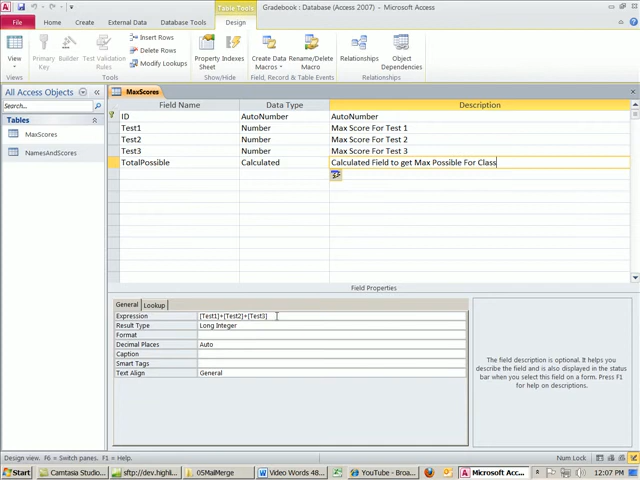 Table Tools
Gradebook : Database (Access 2007) - Microsoft Access
File
Home
Create
External Data
Database Tools
Design
View
Primary Key
Builder
Test Validation Rules
Insert Rows
Delete Rows
Modify Lookups
Property Sheet
Indexes
Create Data Macros
Rename/Delete Macro
Relationships
Object Dependencies
Views
Tools
Show/Hide
Field, Record & Table Events
Relationships
All Access Objects
Search...
Tables
MaxScores
NamesAndScores
MaxScores
Field Name Data Type Description
ID AutoNumber AutoNumber
Test1 Number Max Score For Test 1
Test2 Number Max Score For Test 2
Test3 Number Max Score For Test 3
TotalPossible Calculated Calculated Field to get Max Possible For Class
Field Properties
General Lookup
Expression [Test1]+[Test2]+[Test3]
Result Type Long Integer
Format
Decimal Places Auto
Caption
Smart Tags
Text Align General
The field description is optional. It helps you
describe the field and is also displayed in the status
bar when you select this field on a form. Press F1
for help on descriptions.
Design view. F6 = Switch panes. F1 = Help.
Num Lock
Start
Camtasia Studio...
sftp://dev.highli...
05MailMerge
Video Words 48...
YouTube - Broa...
Microsoft Acc...
12:07 PM